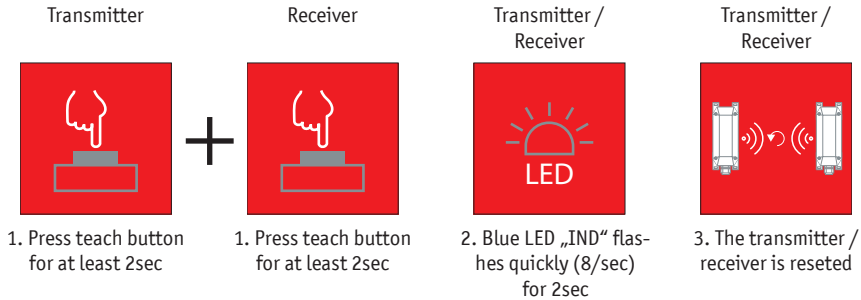 Transmitter
Receiver
Transmitter /
Receiver
Transmitter /
Receiver
LED
1. Press teach button
for at least 2sec
1. Press teach button
for at least 2sec
2. Blue LED „IND“ flas-
hes quickly (8/sec)
for 2sec
3. The transmitter /
receiver is reseted